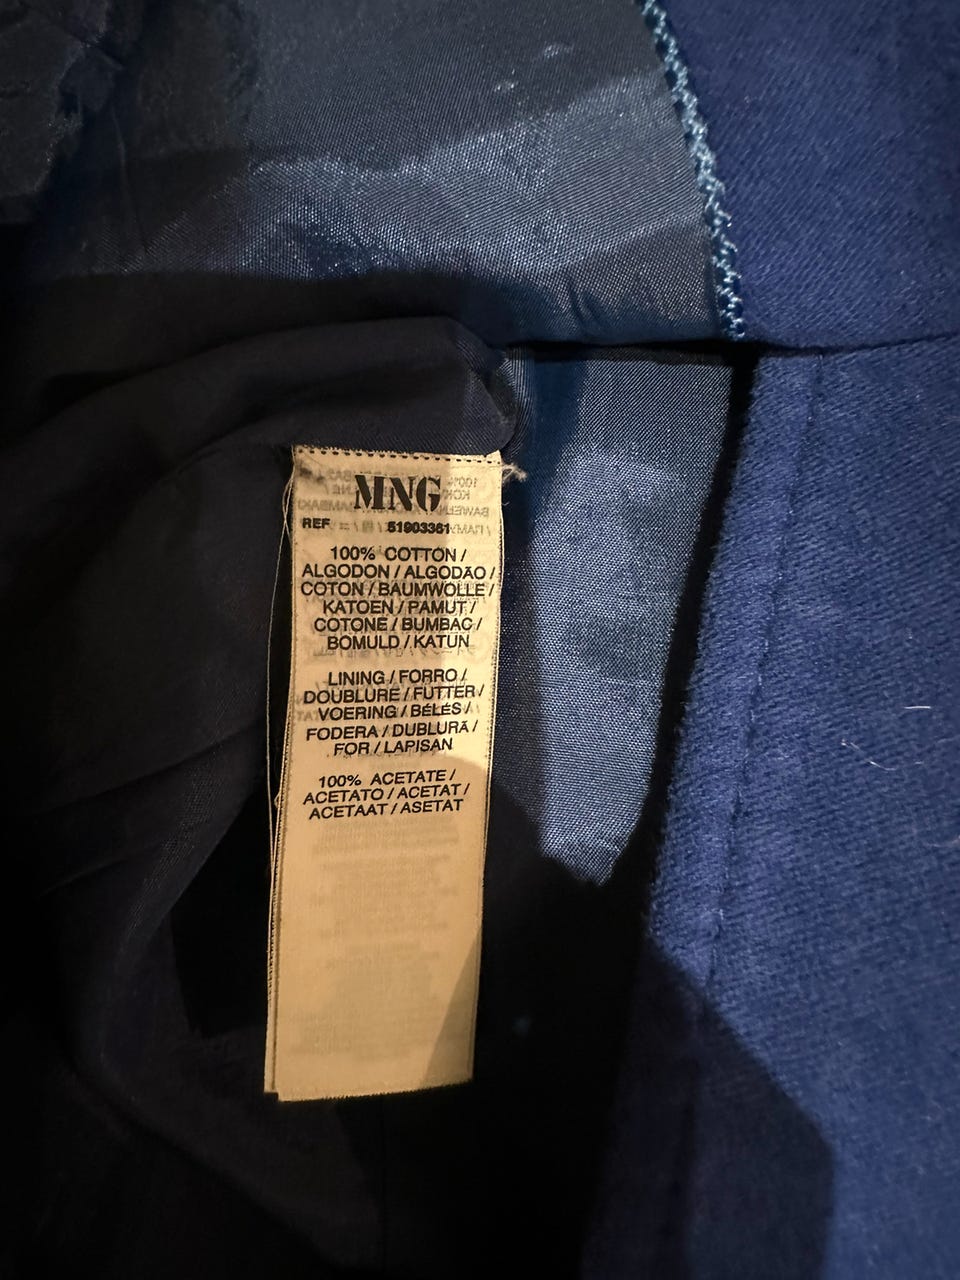 MNG
REF 51903361
100% COTTON /
ALGODON / ALGODÃO /
COTON / BAUMWOLLE /
KATOEN / PAMUT /
COTONE / BUMBAC /
BOMULD / KATUN
LINING / FORRO /
DOUBLURE / FUTTER /
VOERING / BÉLÉS /
FODERA / DUBLURĂ /
FOR / LAPISAN
100% ACETATE /
ACETATO / ACETAT /
ACETAAT / ASETAT